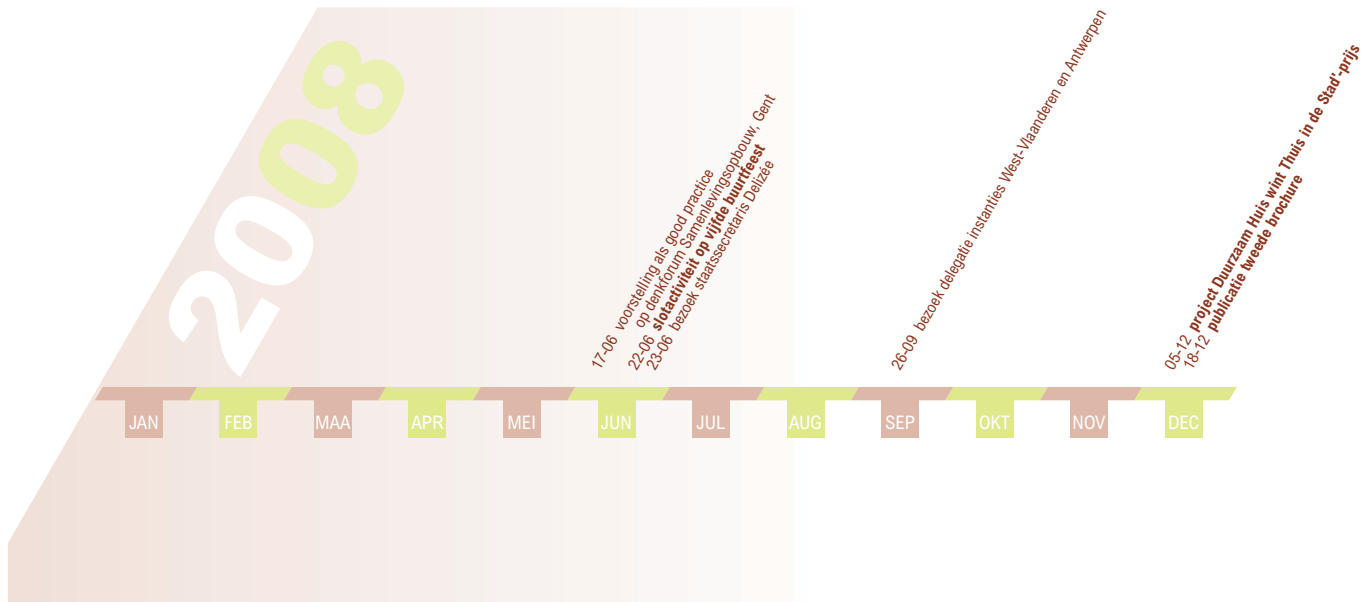 2008
17-06 voorstelling als good practice
op denkforum Samenlevingsopbouw, Gent
22-06 slotactiviteit op vijfde buurtfeest
23-06 bezoek staatssecretaris Delizée
26-09 bezoek delegatie instanties West-Vlaanderen en Antwerpen
05-12 project Duurzaam Huis wint Thuis in de Stad'-prijs
18-12 publicatie tweede brochure
JAN FEB MAA APR MEI JUN JUL AUG SEP OKT NOV DEC